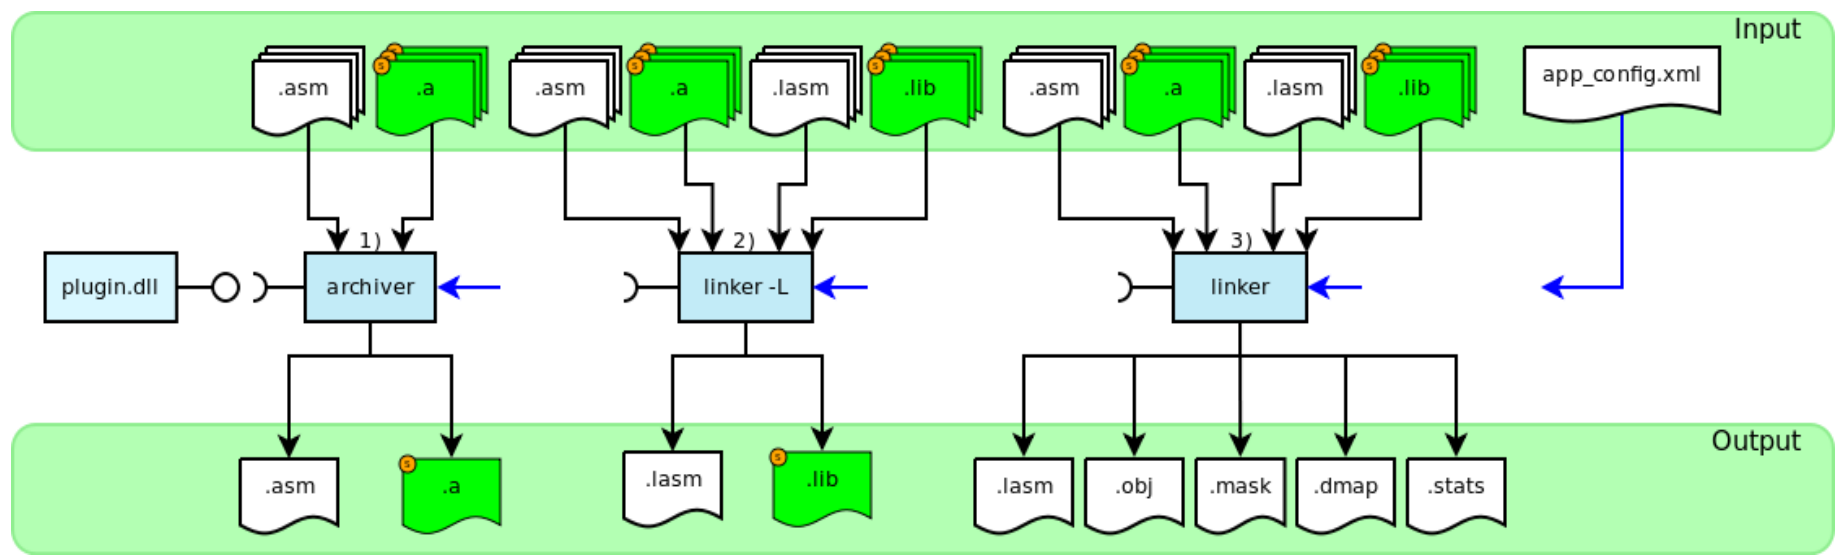 Input
.asm
s
s
s
.a
.asm
s
s
s
.a
.lasm
s
s
s
.lib
.asm
s
s
s
.a
.lasm
s
s
s
.lib
app_config.xml
1)
2)
3)
plugin.dll
archiver
linker -L
linker
Output
.asm
s
.a
.lasm
s
.lib
.lasm
.obj
.mask
.dmap
.stats